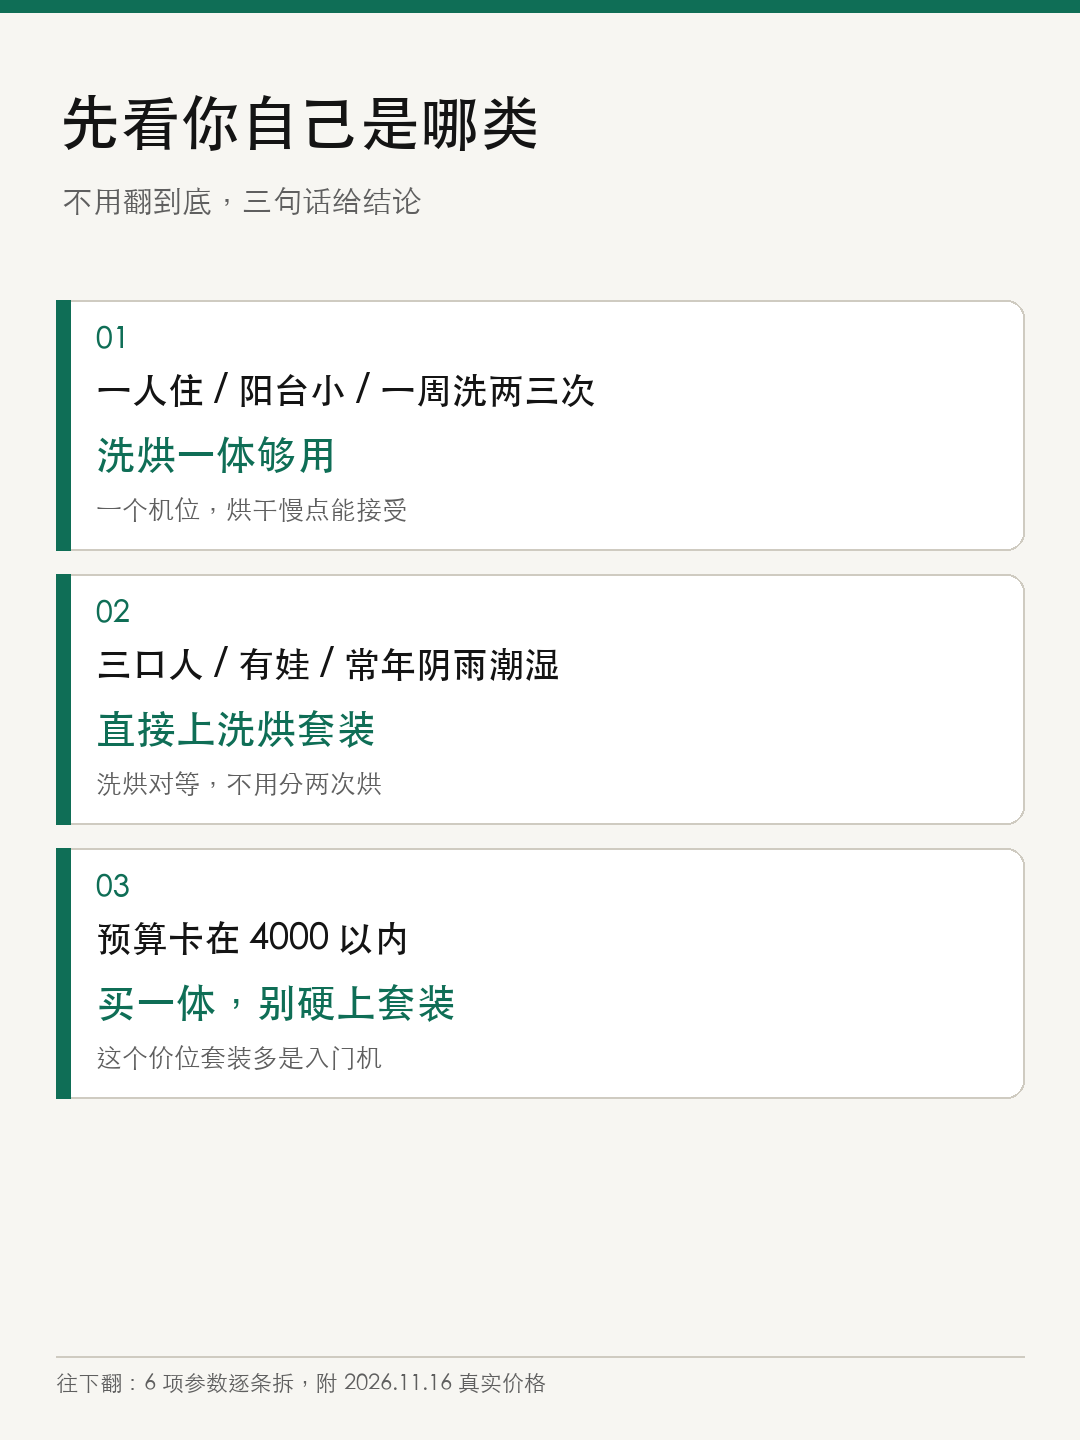 先看你自己是哪类
不用翻到底，三句话给结论
01
一人住 / 阳台小 / 一周洗两三次
洗烘一体够用
一个机位，烘干慢点能接受
02
三口人 / 有娃 / 常年阴雨潮湿
直接上洗烘套装
洗烘对等，不用分两次烘
03
预算卡在 4000 以内
买一体，别硬上套装
这个价位套装多是入门机
往下翻：6 项参数逐条拆，附 2026.11.16 真实价格